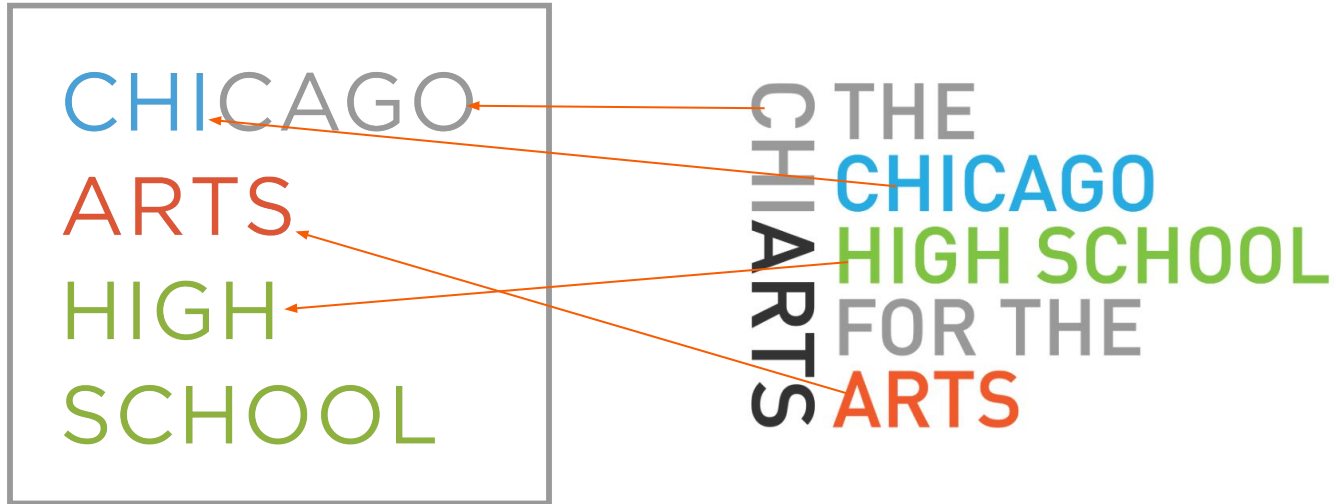 CHICAGO
ARTS
HIGH
SCHOOL
CHIARTS
THE
CHICAGO
HIGH SCHOOL
FOR THE
ARTS